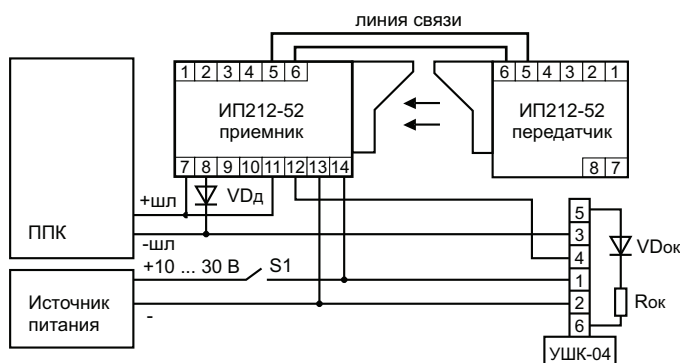 линия связи
1 2 3 4 5 6
6 5 4 3 2 1
ИП212-52
приемник
ИП212-52
передатчик
8 7
7 8 9 10 11 12 13 14
VDд
+шл
ППК
-шл
+10 ... 30 В
S1
Источник
питания
-
5
3
4
1
2
6
VDок
Rок
УШК-04